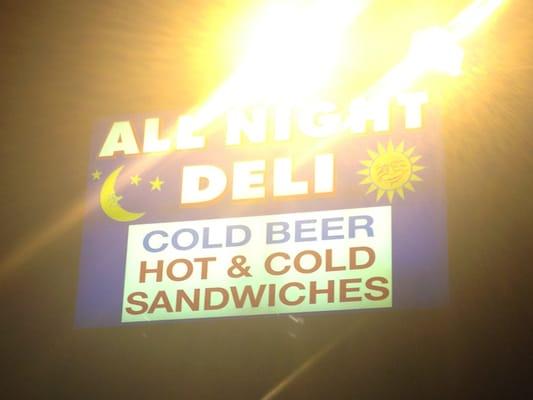 ALL NIGHT
DELI
COLD BEER
HOT & COLD
SANDWICHES